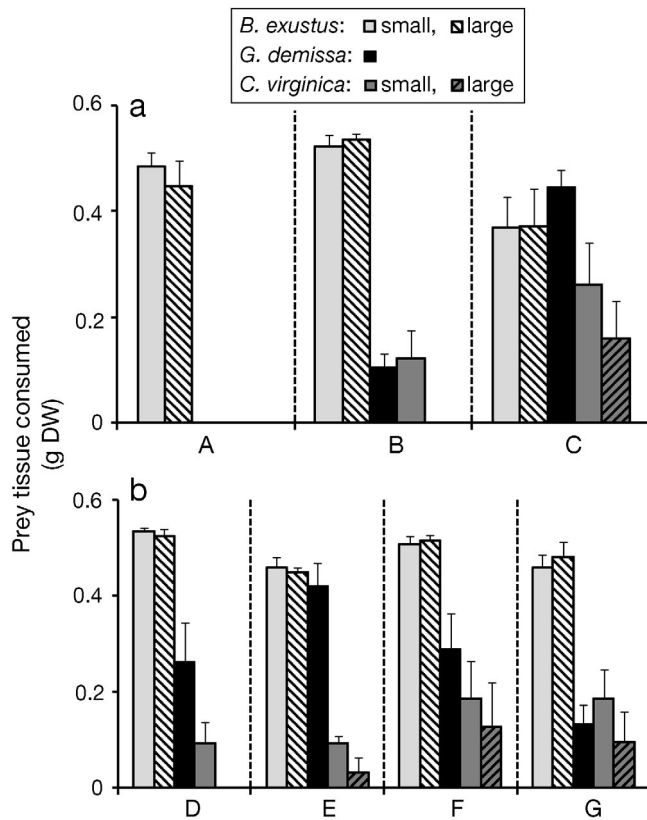 B. exustus: small, large
G. demissa:
C. virginica: small, large
a
0.6
0.4
0.2
0
A B C
Prey tissue consumed
(g DW)
b
0.6
0.4
0.2
0
D E F G